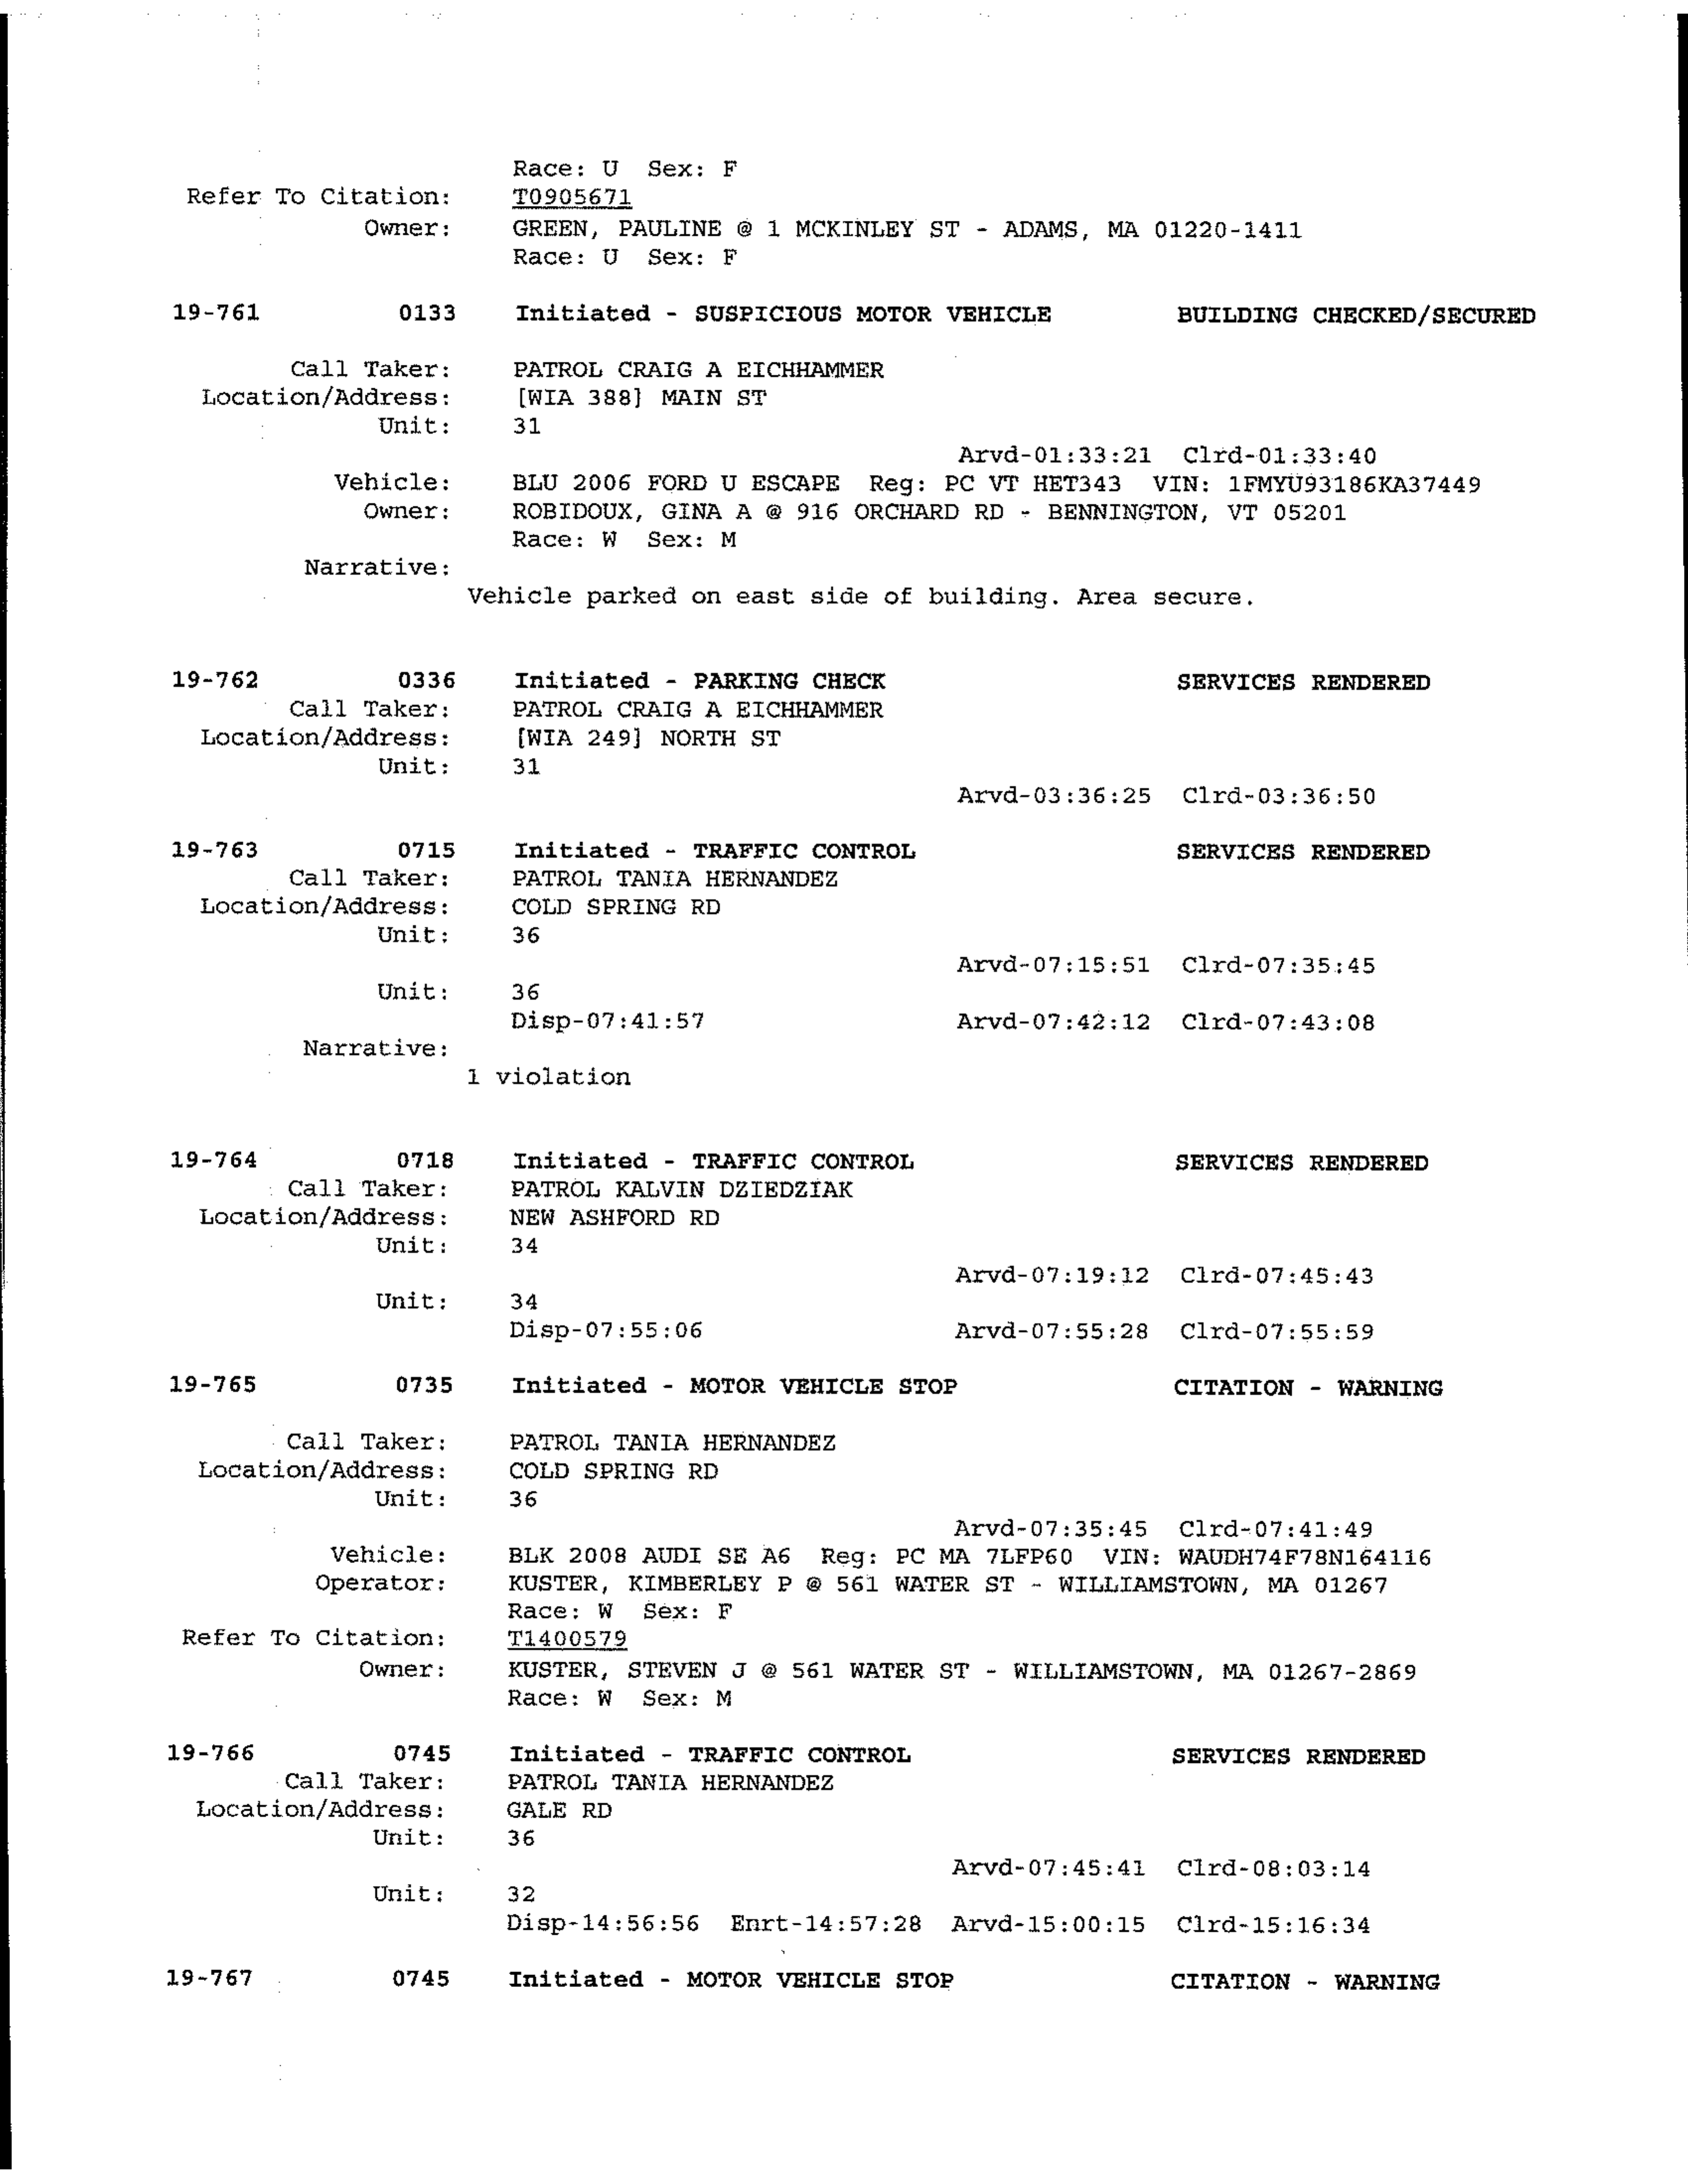 Race: U Sex: F
Refer To Citation: T0905671
Owner: GREEN, PAULINE @ 1 MCKINLEY ST - ADAMS, MA 01220-1411
Race: U Sex: F
19-761 0133 Initiated - SUSPICIOUS MOTOR VEHICLE BUILDING CHECKED/SECURED
Call Taker: PATROL CRAIG A EICHHAMMER
Location/Address: [WIA 388] MAIN ST
Unit: 31
Arvd-01:33:21 Clrd-01:33:40
Vehicle: BLU 2006 FORD U ESCAPE Reg: PC VT HET343 VIN: 1FMYU93186KA37449
Owner: ROBIDOUX, GINA A @ 916 ORCHARD RD - BENNINGTON, VT 05201
Race: W Sex: M
Narrative:
Vehicle parked on east side of building. Area secure.
19-762 0336 Initiated - PARKING CHECK SERVICES RENDERED
Call Taker: PATROL CRAIG A EICHHAMMER
Location/Address: [WIA 249] NORTH ST
Unit: 31
Arvd-03:36:25 Clrd-03:36:50
19-763 0715 Initiated - TRAFFIC CONTROL SERVICES RENDERED
Call Taker: PATROL TANIA HERNANDEZ
Location/Address: COLD SPRING RD
Unit: 36
Arvd-07:15:51 Clrd-07:35:45
Unit: 36
Disp-07:41:57 Arvd-07:42:12 Clrd-07:43:08
Narrative:
1 violation
19-764 0718 Initiated - TRAFFIC CONTROL SERVICES RENDERED
Call Taker: PATROL KALVIN DZIEDZIAK
Location/Address: NEW ASHFORD RD
Unit: 34
Arvd-07:19:12 Clrd-07:45:43
Unit: 34
Disp-07:55:06 Arvd-07:55:28 Clrd-07:55:59
19-765 0735 Initiated - MOTOR VEHICLE STOP CITATION - WARNING
Call Taker: PATROL TANIA HERNANDEZ
Location/Address: COLD SPRING RD
Unit: 36
Arvd-07:35:45 Clrd-07:41:49
Vehicle: BLK 2008 AUDI SE A6 Reg: PC MA 7LFP60 VIN: WAUDH74F78N164116
Operator: KUSTER, KIMBERLEY P @ 561 WATER ST - WILLIAMSTOWN, MA 01267
Race: W Sex: F
Refer To Citation: T1400579
Owner: KUSTER, STEVEN J @ 561 WATER ST - WILLIAMSTOWN, MA 01267-2869
Race: W Sex: M
19-766 0745 Initiated - TRAFFIC CONTROL SERVICES RENDERED
Call Taker: PATROL TANIA HERNANDEZ
Location/Address: GALE RD
Unit: 36
Arvd-07:45:41 Clrd-08:03:14
Unit: 32
Disp-14:56:56 Enrt-14:57:28 Arvd-15:00:15 Clrd-15:16:34
19-767 0745 Initiated - MOTOR VEHICLE STOP CITATION - WARNING